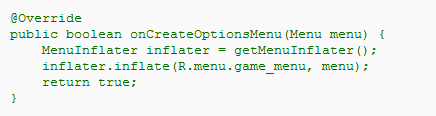 @Override
public boolean onCreateOptionsMenu(Menu menu) {
    MenuInflater inflater = getMenuInflater();
    inflater.inflate(R.menu.game_menu, menu);
    return true;
}